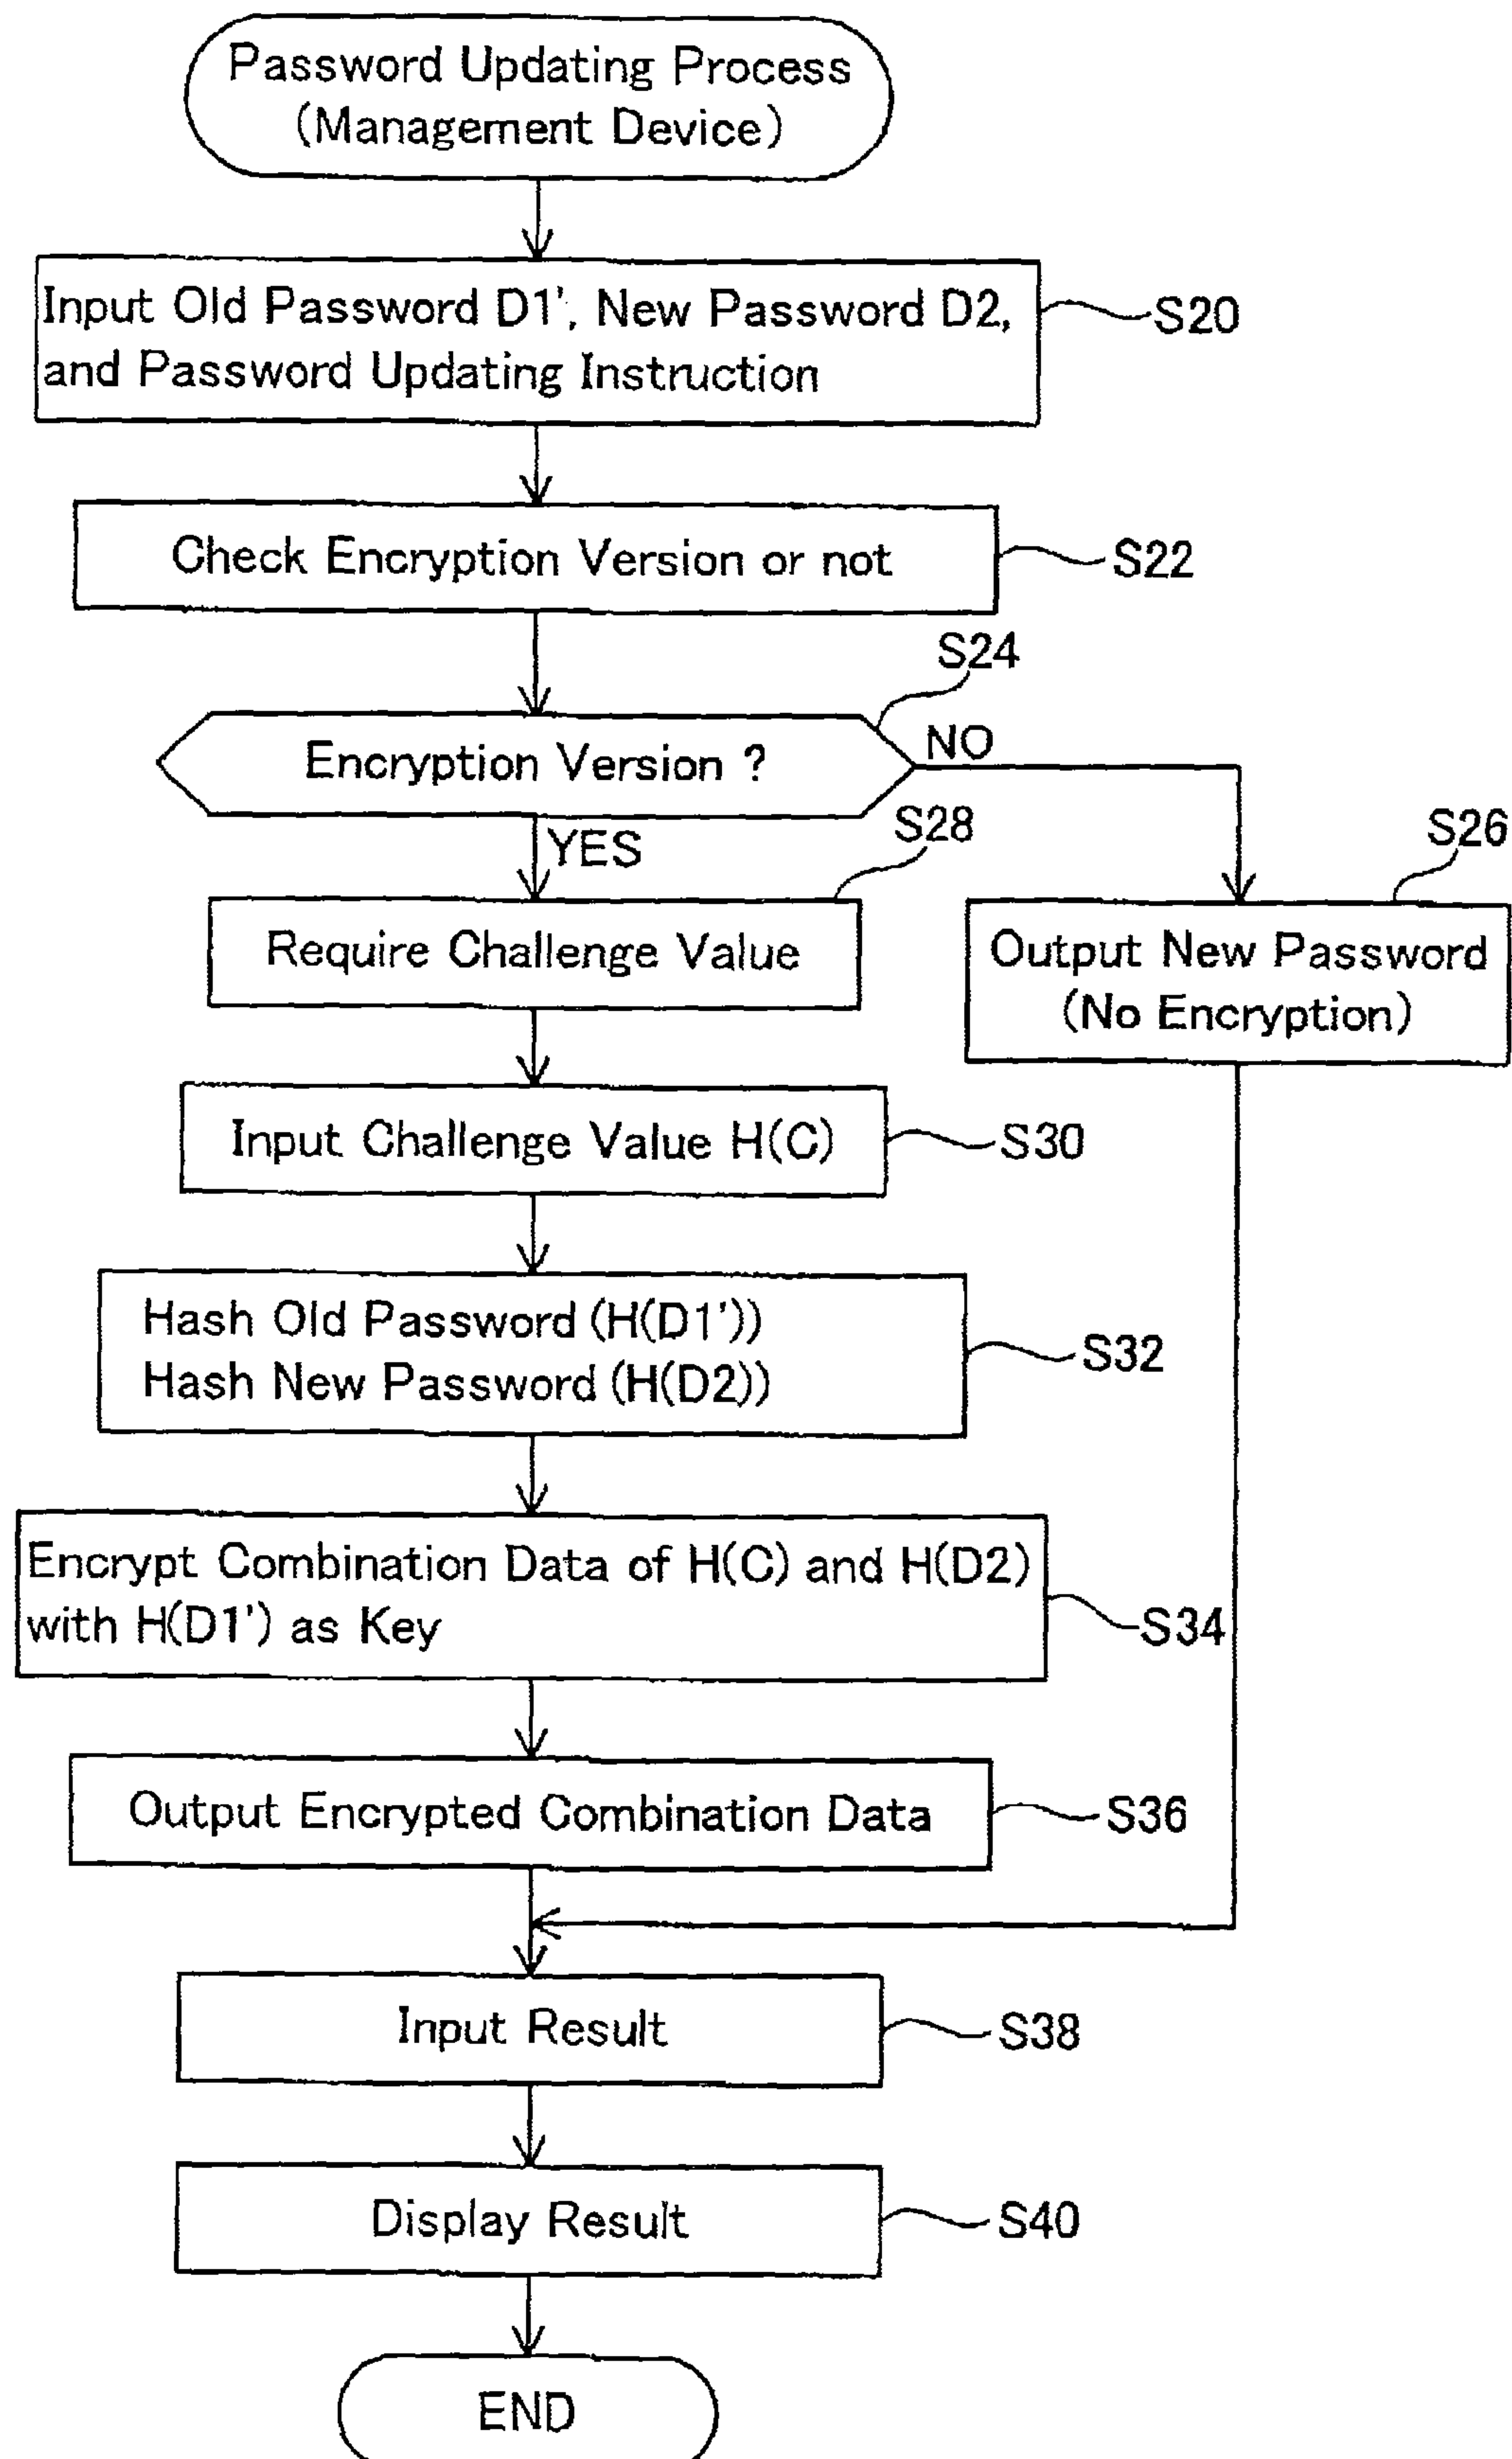 Password Updating Process
(Management Device)
Input Old Password D1', New Password D2,
and Password Updating Instruction
S20
Check Encryption Version or not
S22
S24
Encryption Version ?
NO
YES
S28
S26
Require Challenge Value
Output New Password
(No Encryption)
Input Challenge Value H(C)
S30
Hash Old Password (H(D1'))
Hash New Password (H(D2))
S32
Encrypt Combination Data of H(C) and H(D2)
with H(D1') as Key
S34
Output Encrypted Combination Data
S36
Input Result
S38
Display Result
S40
END